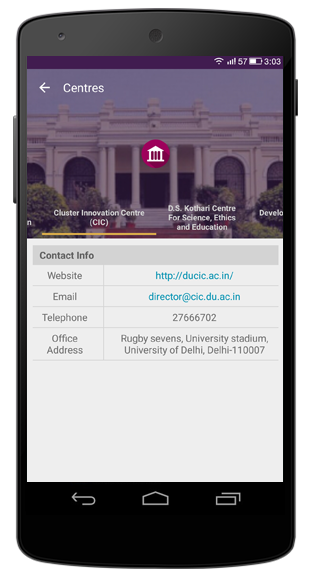 57 3:03
Centres
Cluster Innovation Centre
(CIC)
D.S. Kothari Centre
For Science, Ethics
and Education
Develo
Contact Info
Website http://ducic.ac.in/
Email director@cic.du.ac.in
Telephone 27666702
Office
Address
Rugby sevens, University stadium,
University of Delhi, Delhi-110007